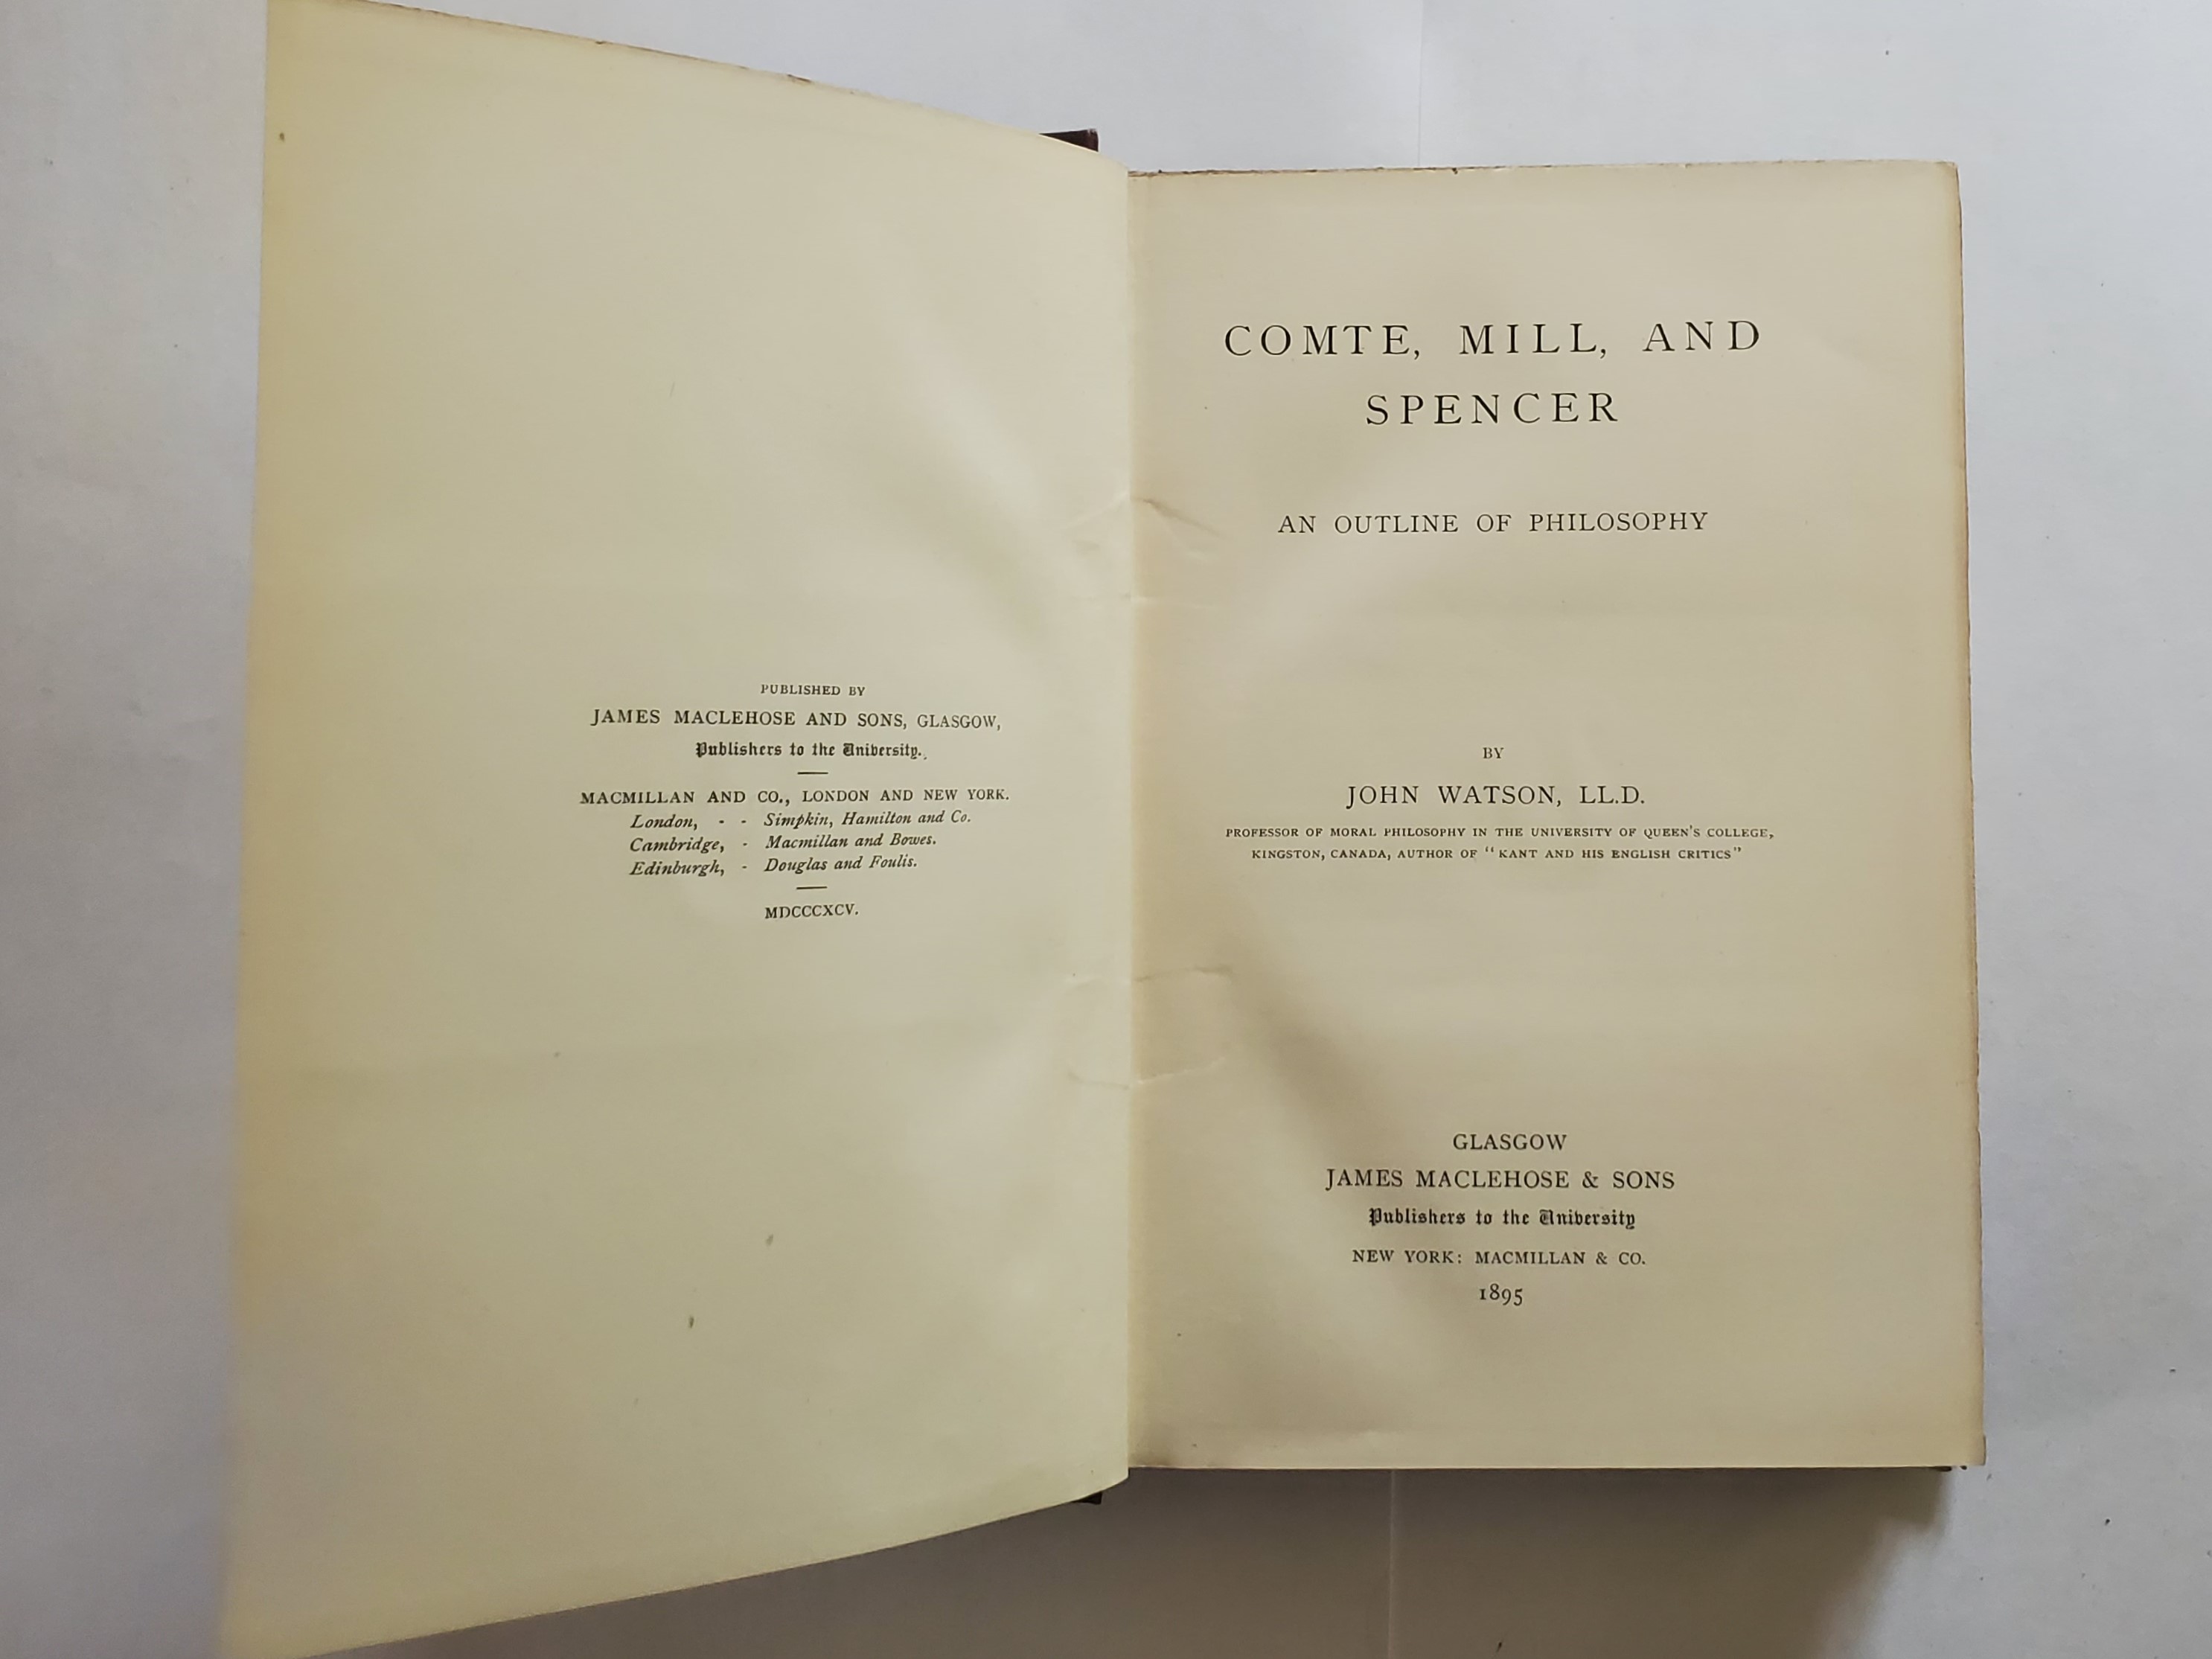 PUBLISHED BY
JAMES MACLEHOSE AND SONS, GLASGOW,
Publishers to the University.
MACMILLAN AND CO., LONDON AND NEW YORK.
London, - - Simpkin, Hamilton and Co.
Cambridge, - Macmillan and Bowes.
Edinburgh, - Douglas and Foulis.
MDCCCXCV.
COMTE, MILL, AND
SPENCER
AN OUTLINE OF PHILOSOPHY
BY
JOHN WATSON, LL.D.
PROFESSOR OF MORAL PHILOSOPHY IN THE UNIVERSITY OF QUEEN'S COLLEGE,
KINGSTON, CANADA, AUTHOR OF "KANT AND HIS ENGLISH CRITICS"
GLASGOW
JAMES MACLEHOSE & SONS
Publishers to the University
NEW YORK: MACMILLAN & CO.
1895